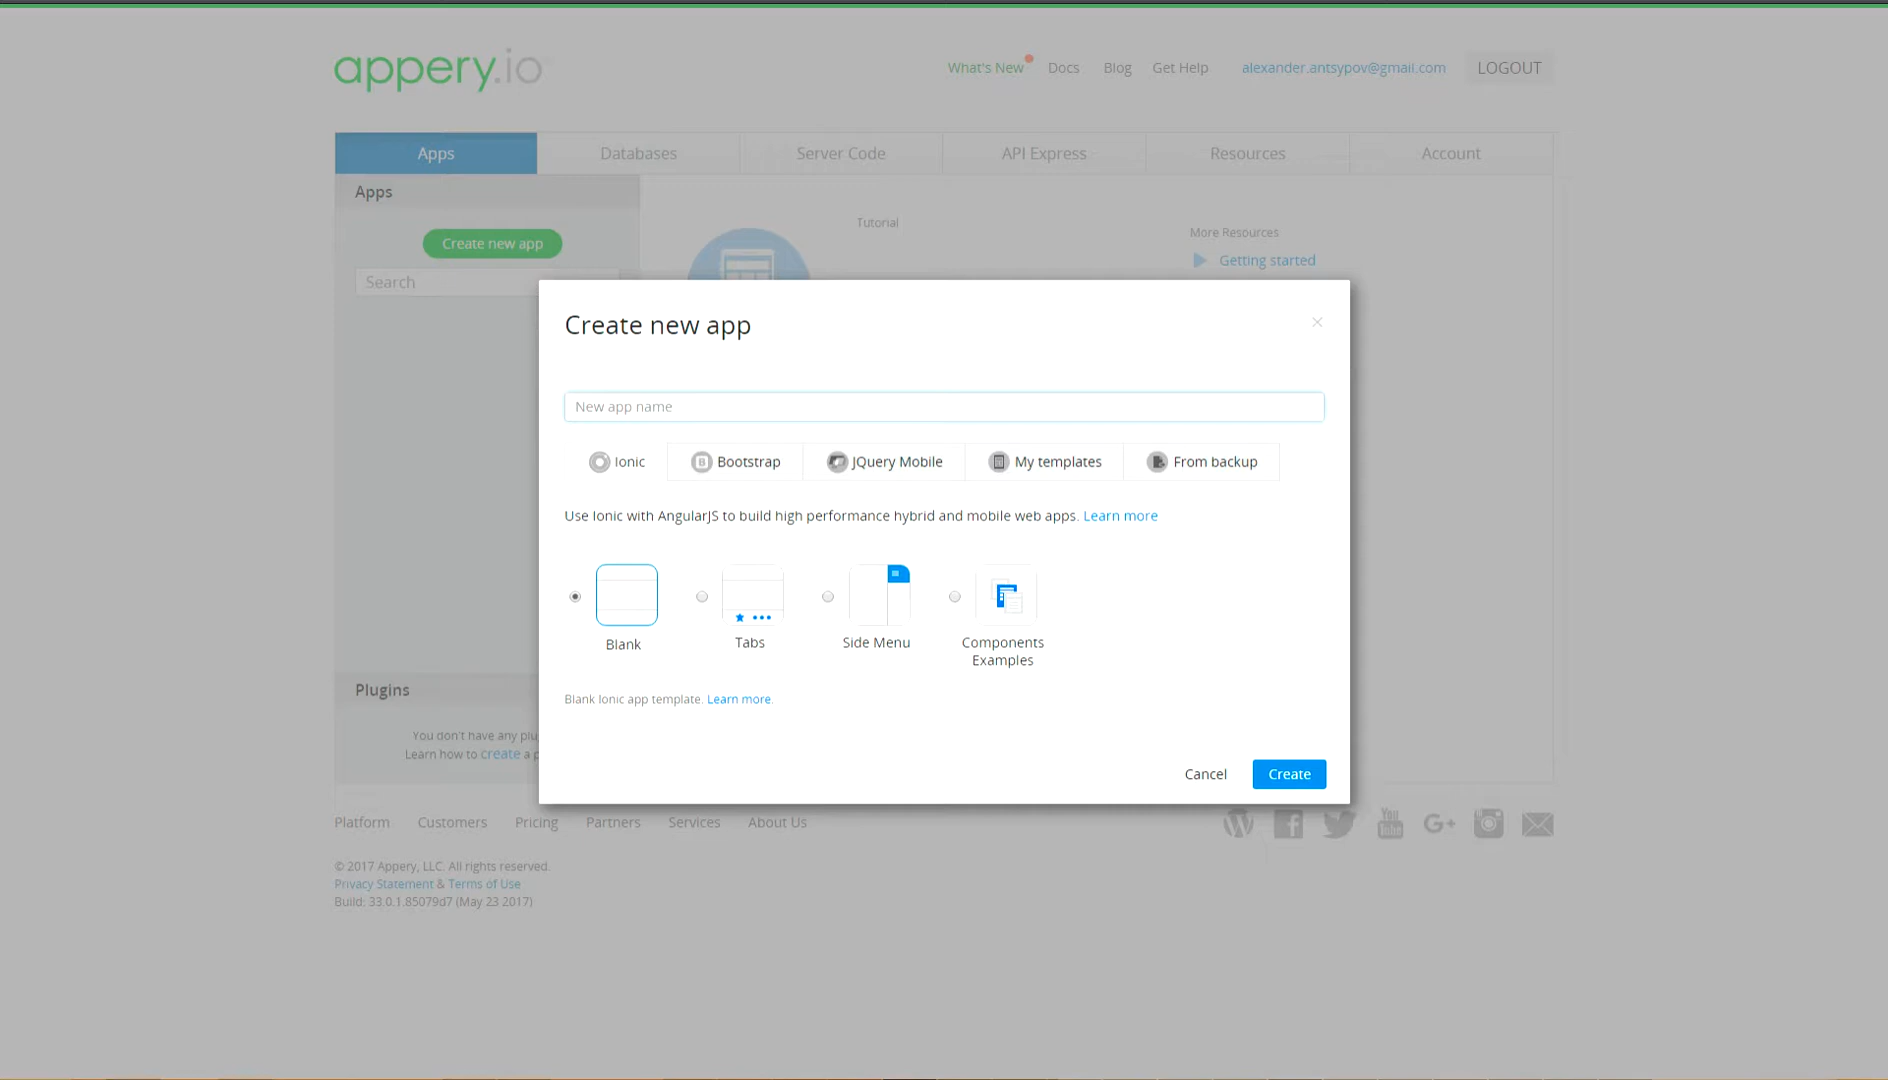 appery.io
What's New Docs Blog Get Help alexander.antsypov@gmail.com LOGOUT
Apps Databases Server Code API Express Resources Account
Apps
Create new app
Search
Tutorial
More Resources
Getting started
Create new app
New app name
Ionic Bootstrap JQuery Mobile My templates From backup
Use Ionic with AngularJS to build high performance hybrid and mobile web apps. Learn more
Blank Tabs Side Menu Components
Examples
Blank Ionic app template. Learn more.
Cancel Create
Plugins
You don't have any plu
Learn how to create a p
Platform Customers Pricing Partners Services About Us
You
Tube
G+
© 2017 Appery, LLC. All rights reserved.
Privacy Statement & Terms of Use
Build: 33.0.1.85079d7 (May 23 2017)